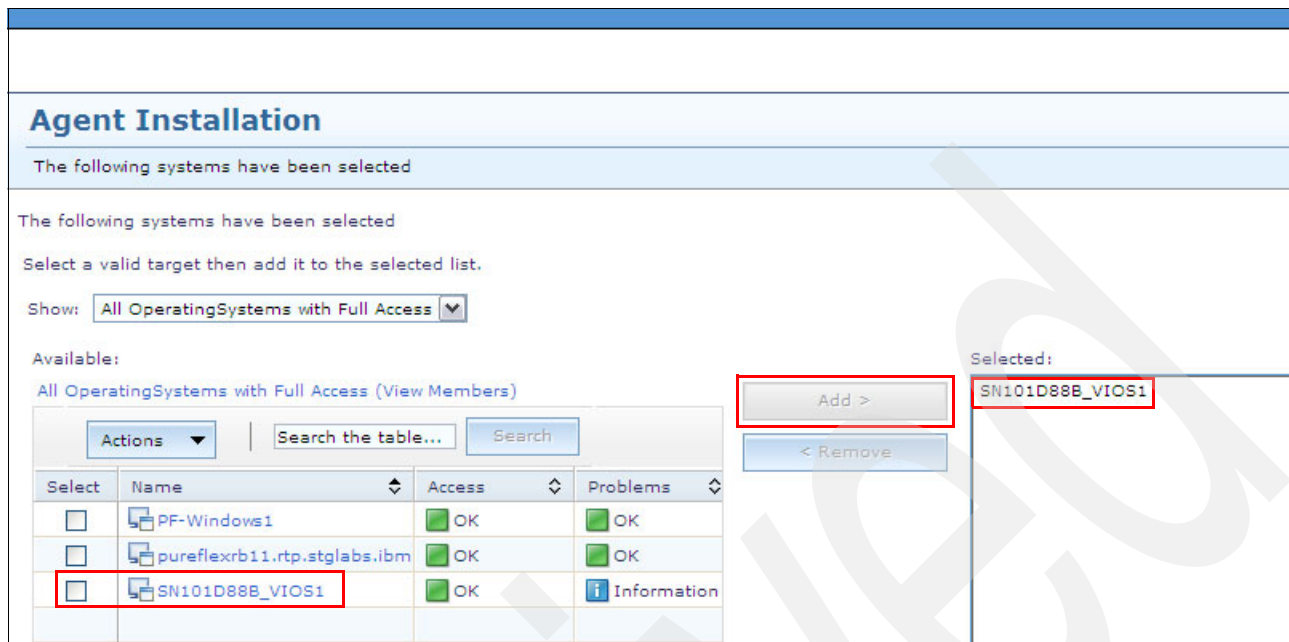 Agent Installation
The following systems have been selected
The following systems have been selected
Select a valid target then add it to the selected list.
Show: All OperatingSystems with Full Access
Available:
Selected:
All OperatingSystems with Full Access (View Members)
Add >
SN101D88B_VIOS1
Actions Search the table... Search
< Remove
Select Name Access Problems
PF-Windows1 OK OK
pureflexrb11.rtp.stglabs.ibm OK OK
SN101D88B_VIOS1 OK Information